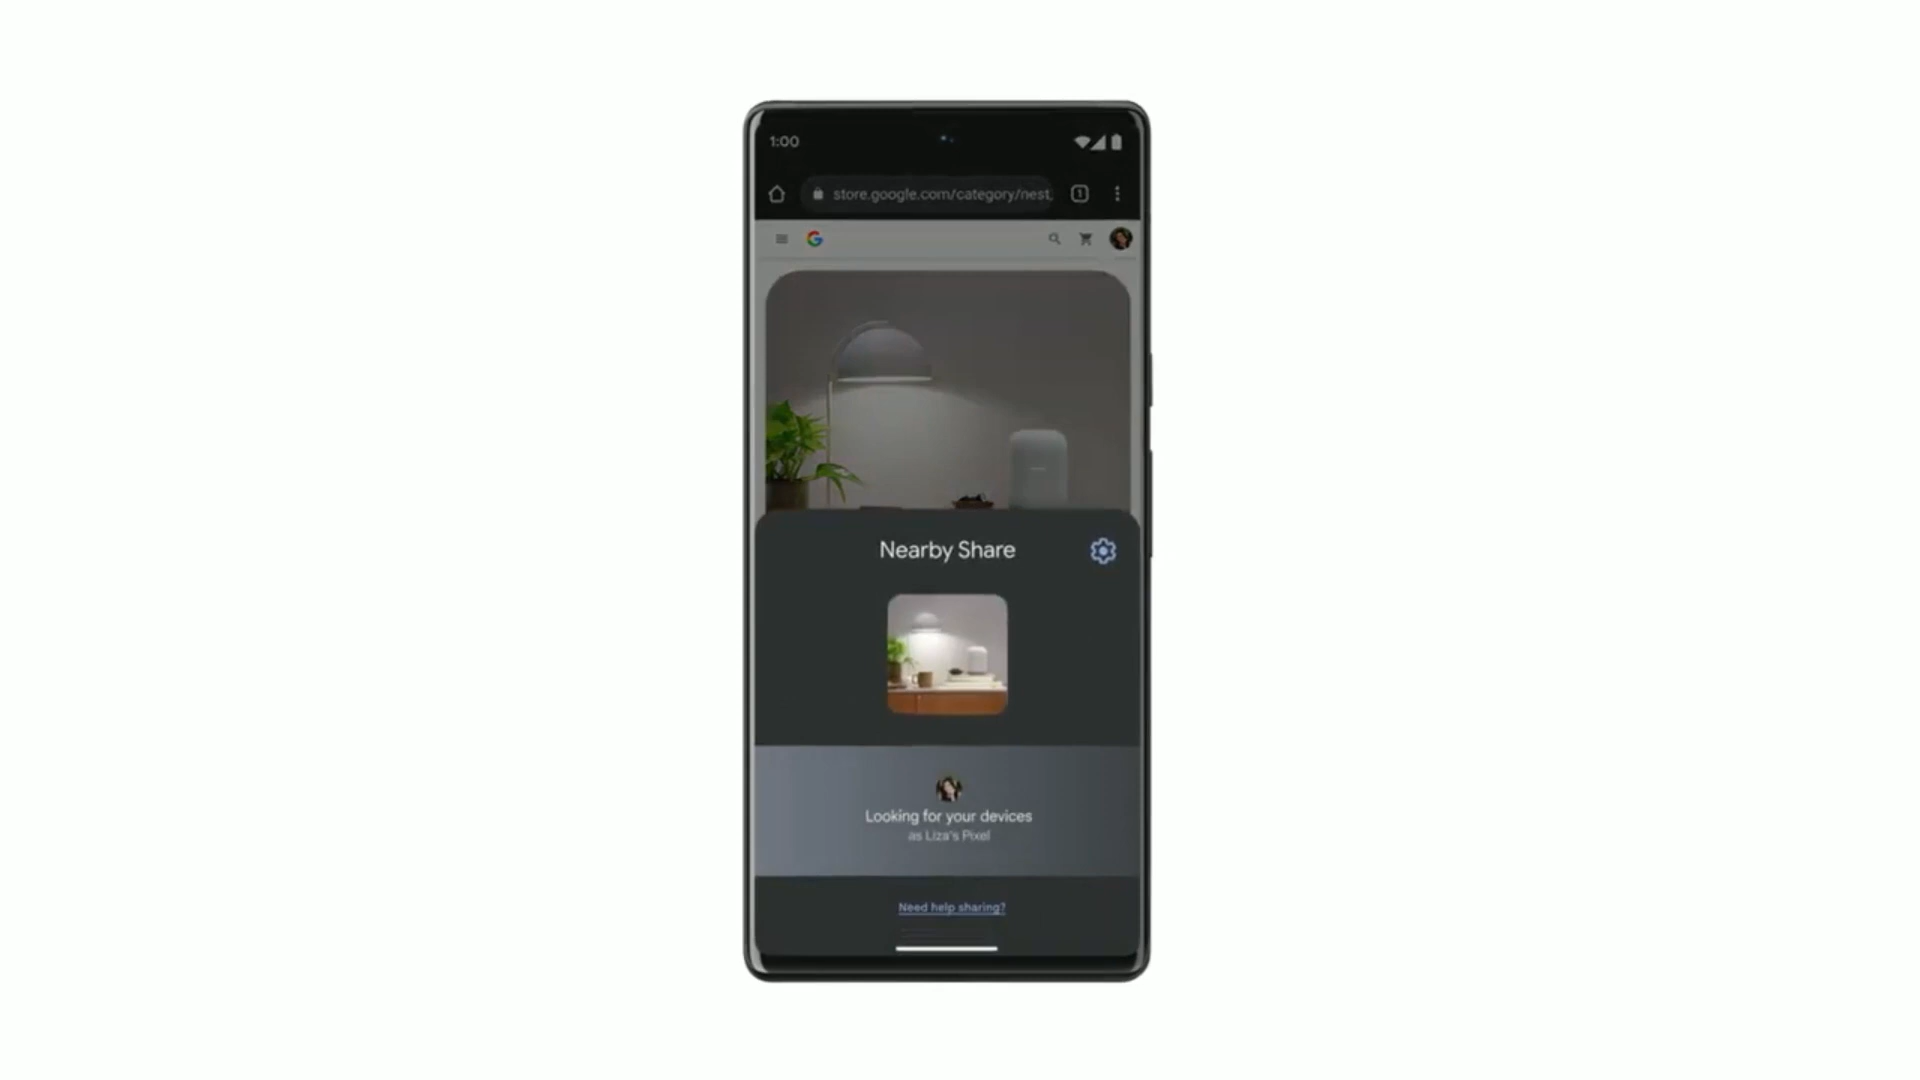 1:00
store.google.com/category/nest
1
Nearby Share
Looking for your devices
as Liza's Pixel
Need help sharing?